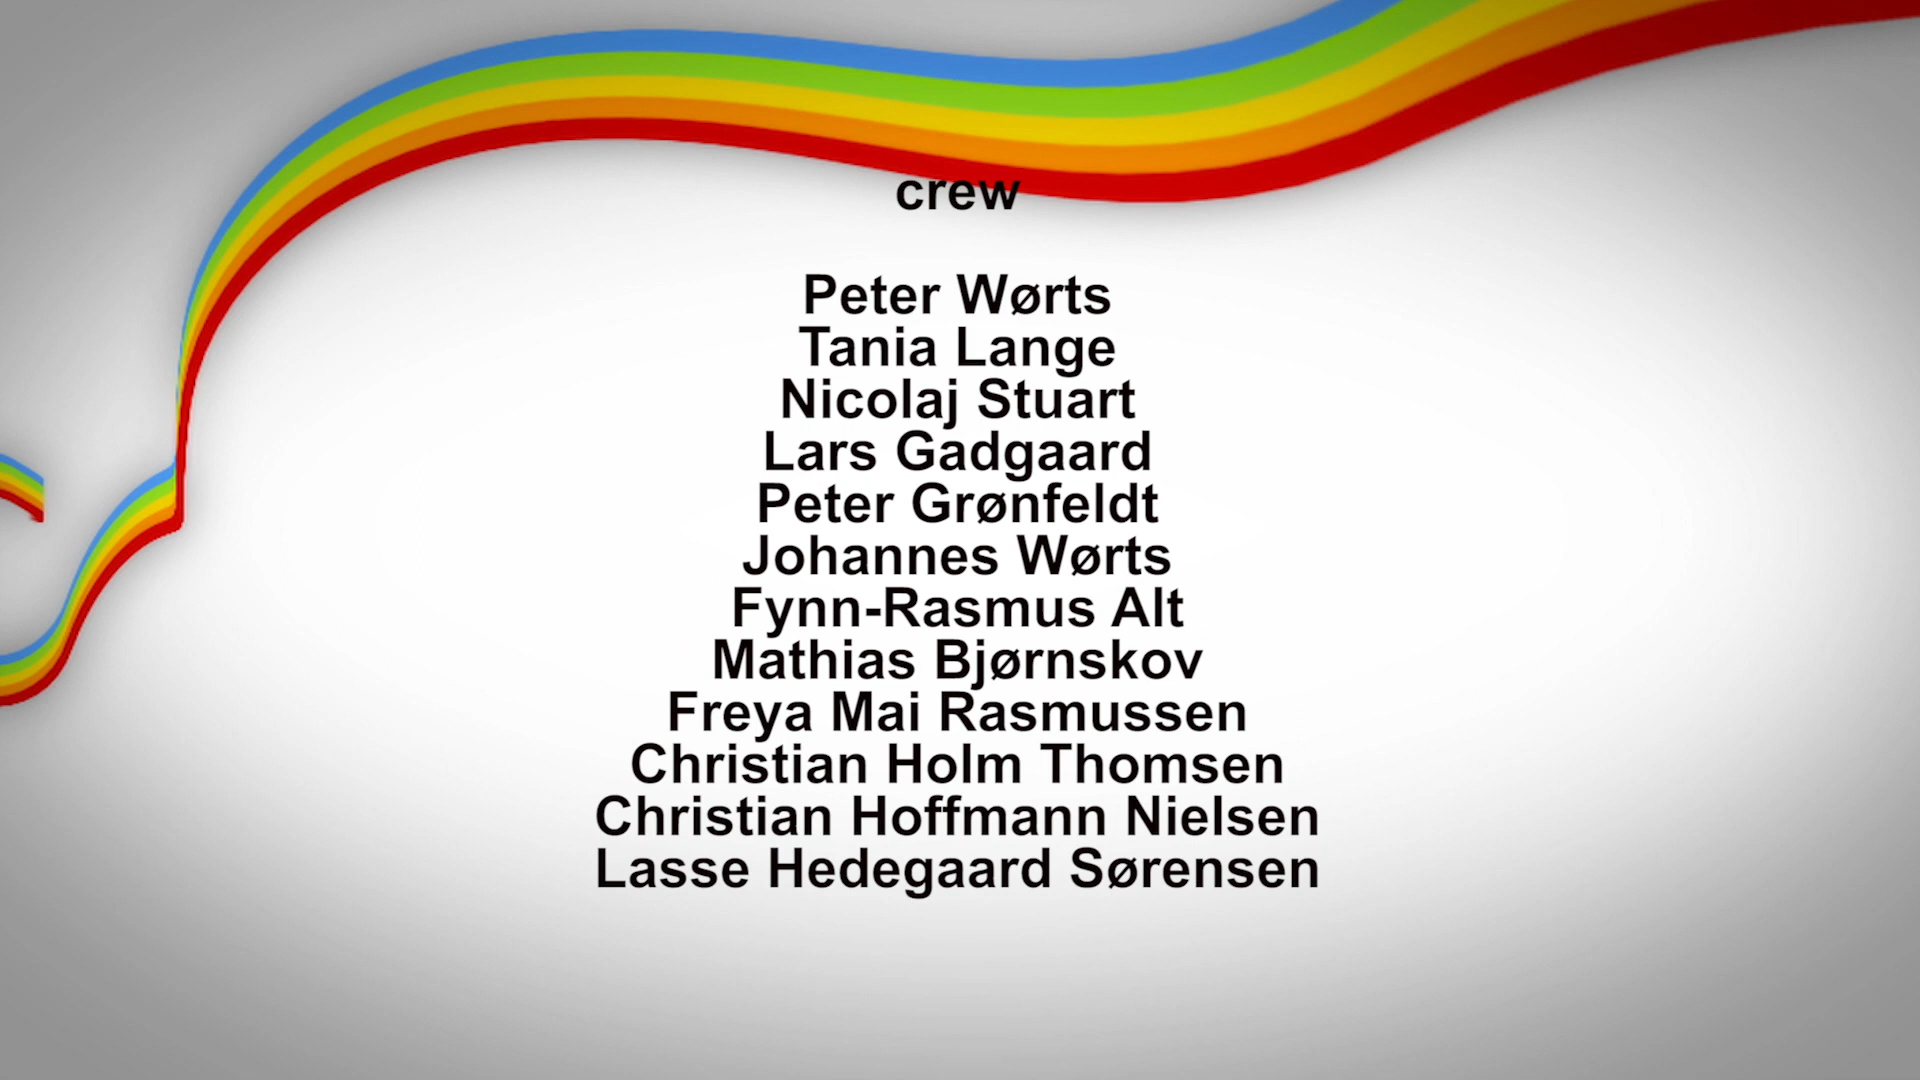 crew
Peter Wørts
Tania Lange
Nicolaj Stuart
Lars Gadgaard
Peter Grønfeldt
Johannes Wørts
Fynn-Rasmus Alt
Mathias Bjørnskov
Freya Mai Rasmussen
Christian Holm Thomsen
Christian Hoffmann Nielsen
Lasse Hedegaard Sørensen